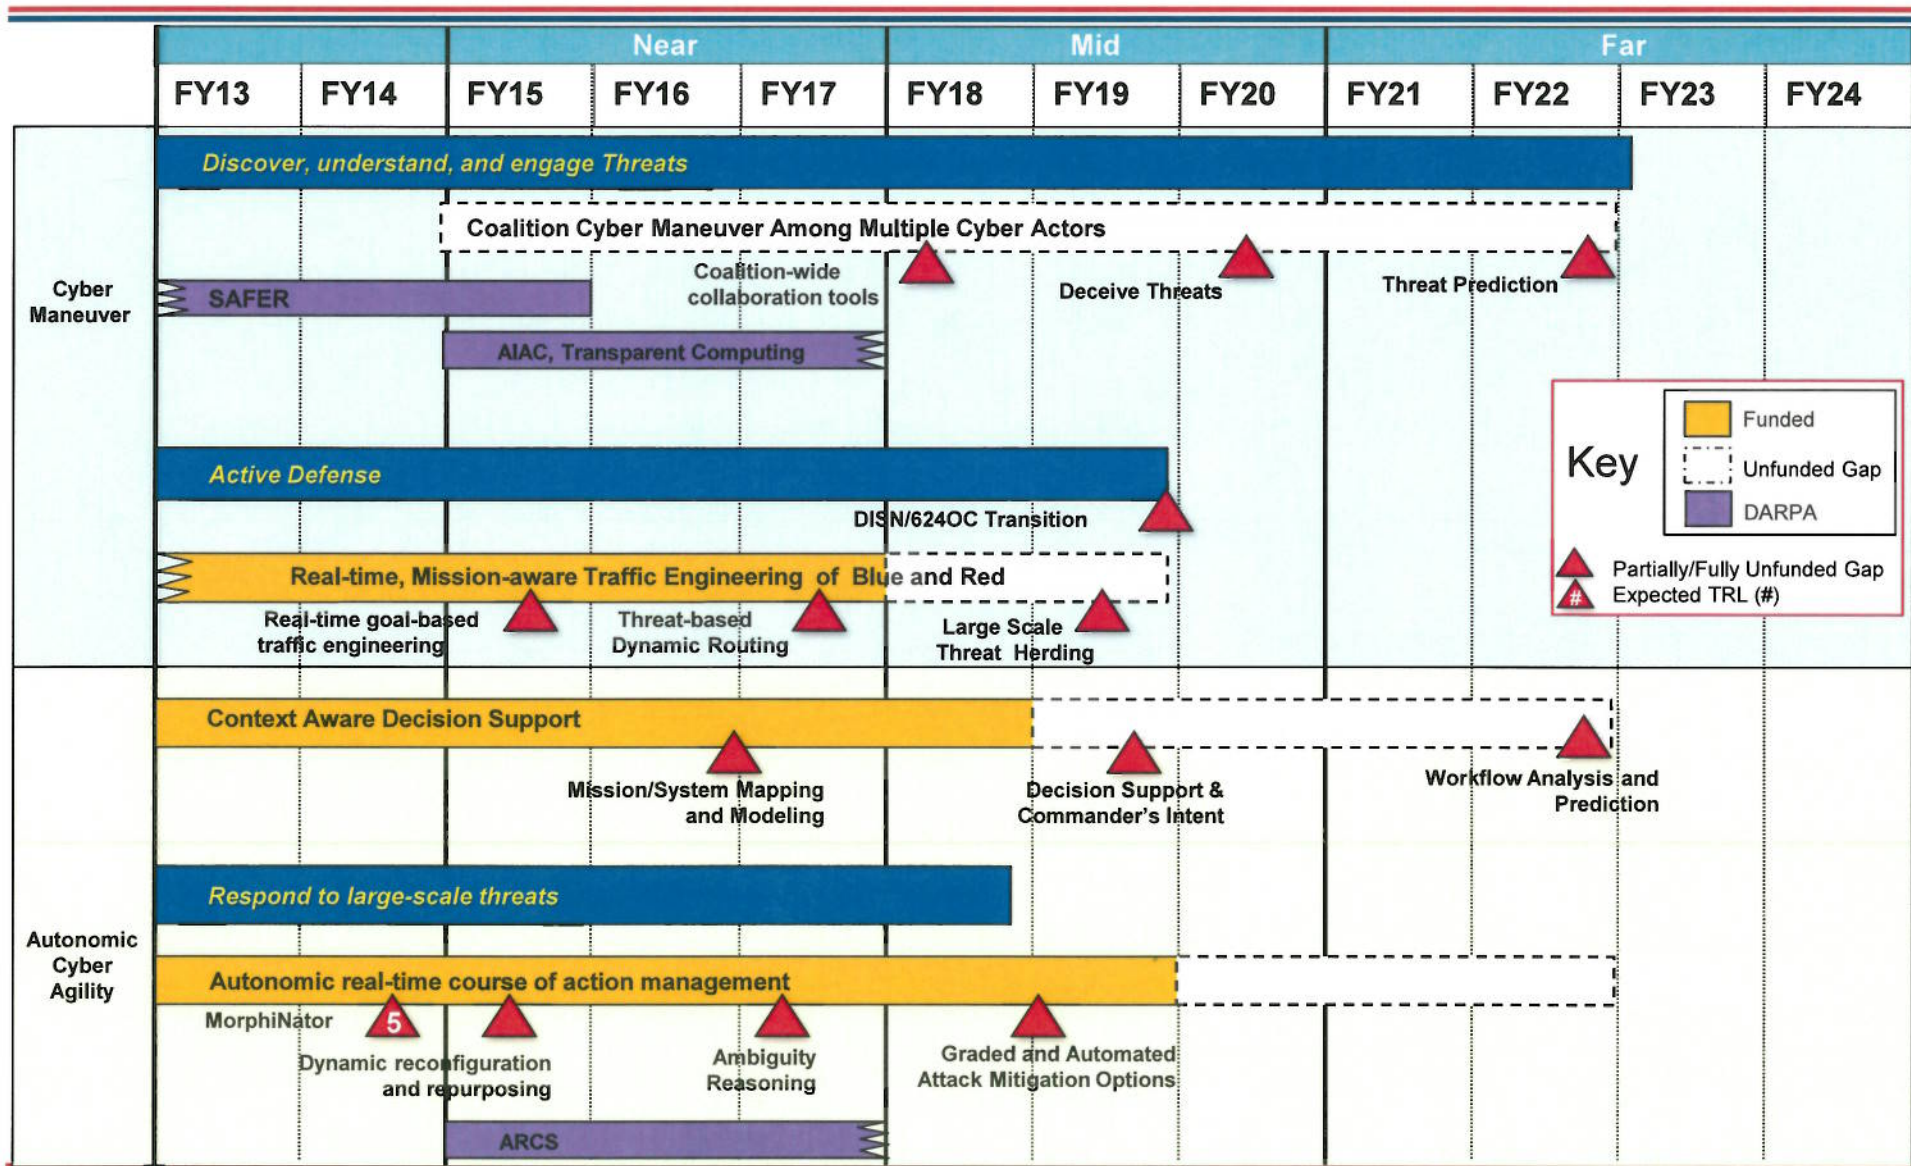 Near
Mid
Far
FY13
FY14
FY15
FY16
FY17
FY18
FY19
FY20
FY21
FY22
FY23
FY24
Cyber
Maneuver
Discover, understand, and engage Threats
Coalition Cyber Maneuver Among Multiple Cyber Actors
Coalition-wide
collaboration tools
Deceive Threats
Threat Prediction
SAFER
AIAC, Transparent Computing
Active Defense
DISN/624OC Transition
Real-time, Mission-aware Traffic Engineering of Blue and Red
Real-time goal-based
traffic engineering
Threat-based
Dynamic Routing
Large Scale
Threat Herding
Key
Funded
Unfunded Gap
DARPA
Partially/Fully Unfunded Gap
# Expected TRL (#)
Autonomic
Cyber
Agility
Context Aware Decision Support
Mission/System Mapping
and Modeling
Decision Support &
Commander's Intent
Workflow Analysis and
Prediction
Respond to large-scale threats
Autonomic real-time course of action management
MorphiNator
5
Dynamic reconfiguration
and repurposing
Ambiguity
Reasoning
Graded and Automated
Attack Mitigation Options
ARCS